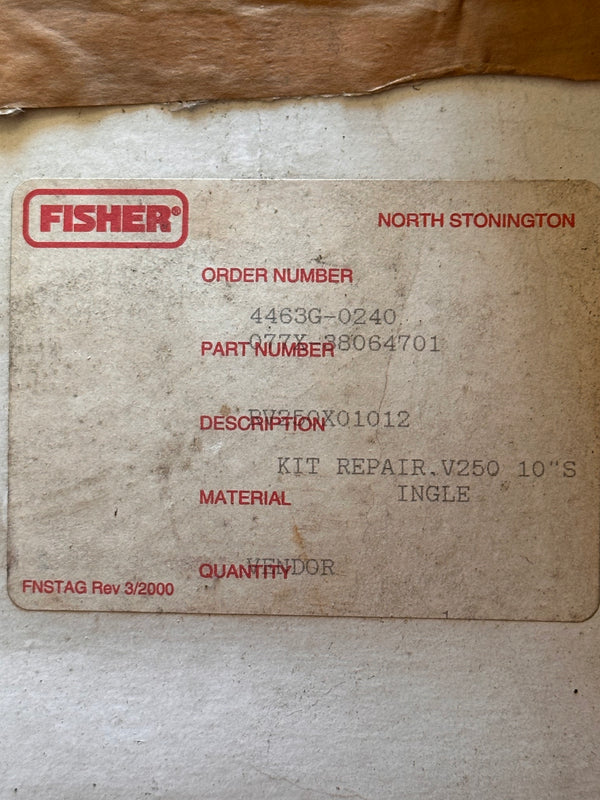 FISHER®
NORTH STONINGTON
ORDER NUMBER
4463G-0240
077X-38064701
PART NUMBER
RV250X01012
DESCRIPTION
KIT REPAIR.V250 10"S
INGLE
MATERIAL
VENDOR
QUANTITY
FNSTAG Rev 3/2000